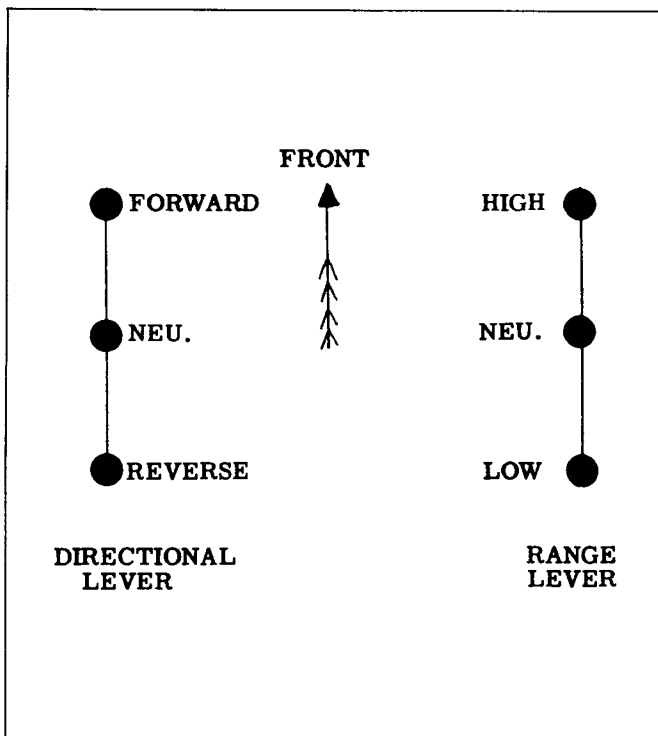 FRONT
FORWARD
HIGH
NEU.
NEU.
REVERSE
LOW
DIRECTIONAL
LEVER
RANGE
LEVER